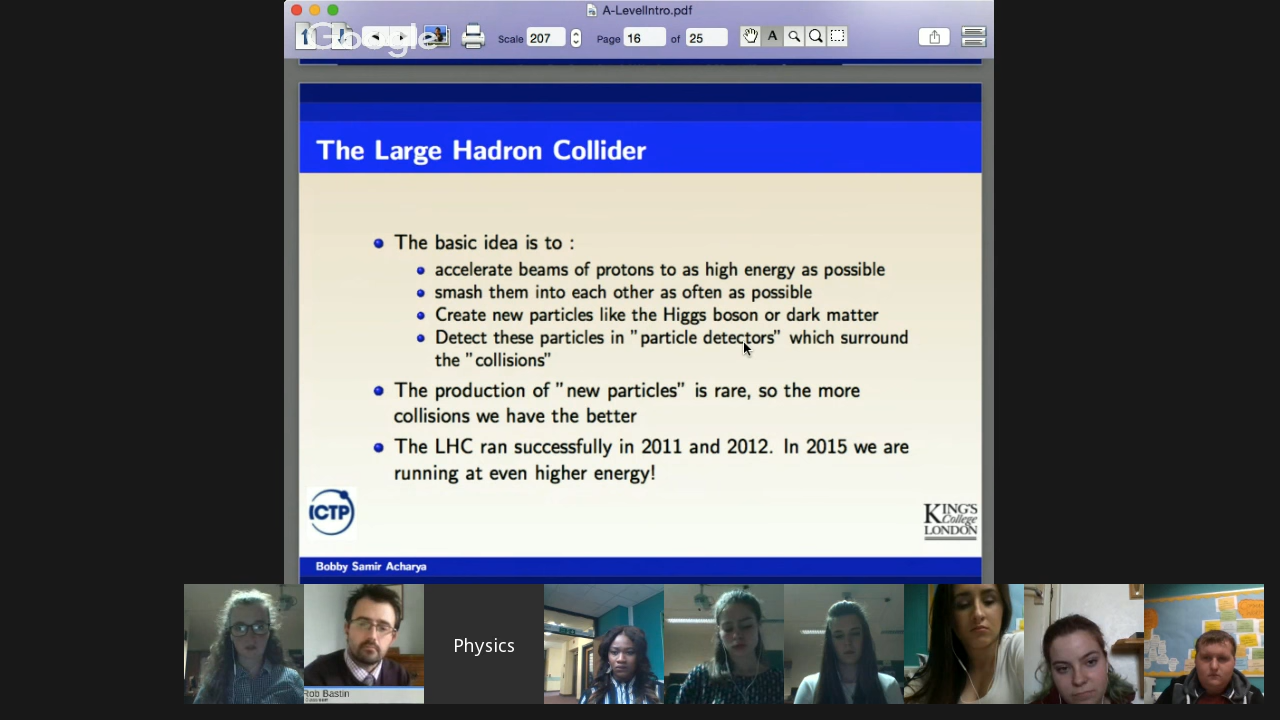 A-LevelIntro.pdf
Google
Scale 207 Page 16 of 25
A
The Large Hadron Collider
The basic idea is to :
accelerate beams of protons to as high energy as possible
smash them into each other as often as possible
Create new particles like the Higgs boson or dark matter
Detect these particles in "particle detectors" which surround
the "collisions"
The production of "new particles" is rare, so the more
collisions we have the better
The LHC ran successfully in 2011 and 2012. In 2015 we are
running at even higher energy!
ICTP
KING'S
College
LONDON
Bobby Samir Acharya
Physics
Rob Bastin